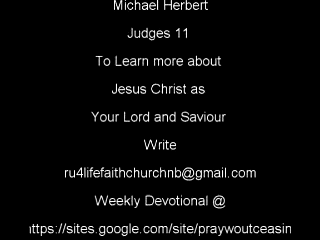 Michael Herbert
Judges 11
To Learn more about
Jesus Christ as
Your Lord and Saviour
Write
ru4lifefaithchurchnb@gmail.com
Weekly Devotional @
https://sites.google.com/site/praywoutceasin